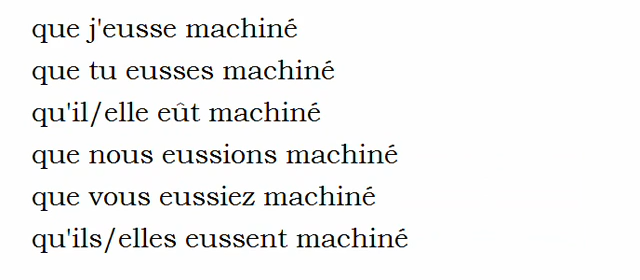 que j'eusse machiné
que tu eusses machiné
qu'il/elle eût machiné
que nous eussions machiné
que vous eussiez machiné
qu'ils/elles eussent machiné